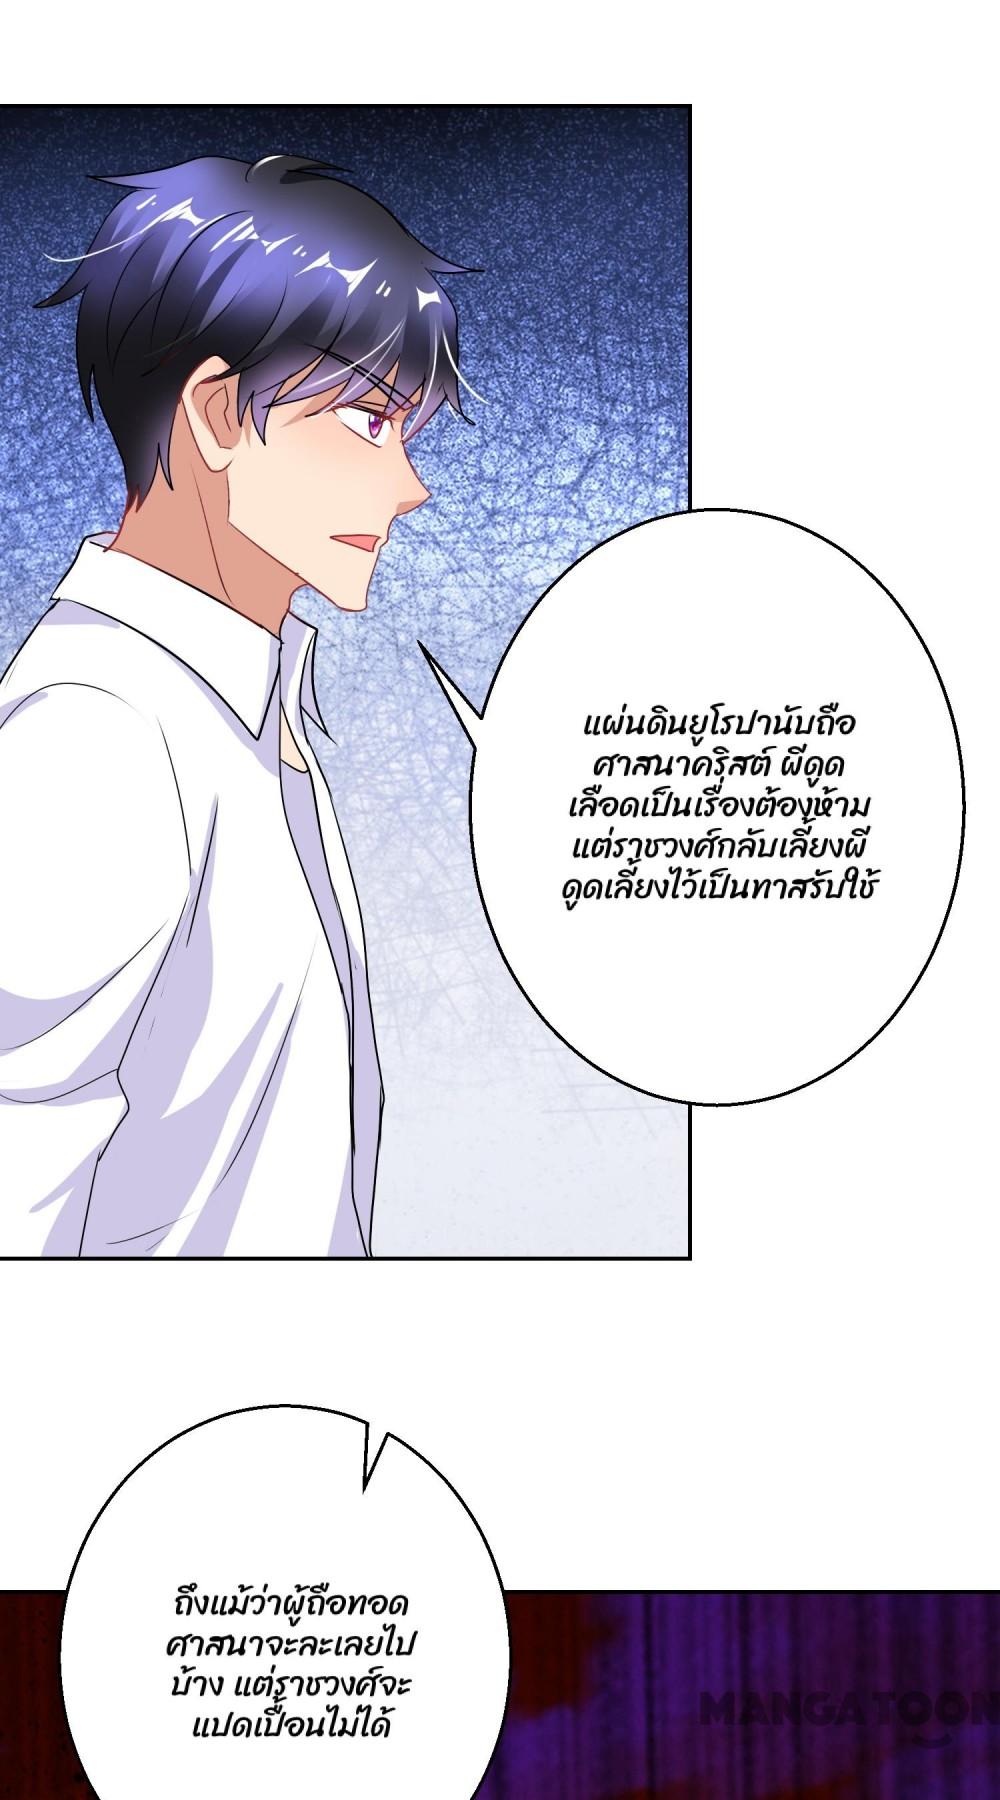 แผ่นดินยูโรปานับถือ
ศาสนาคริสต์ ผีดูด
เลือดเป็นเรื่องต้องห้าม
แต่ราชวงศ์กลับเลี้ยงผี
ดูดเลี้ยงไว้เป็นทาสรับใช้
ถึงแม้ว่าผู้ถือทอด
ศาสนาจะละเลยไป
บ้าง แต่ราชวงศ์จะ
แปดเปื้อนไม่ได้
MANGATOON